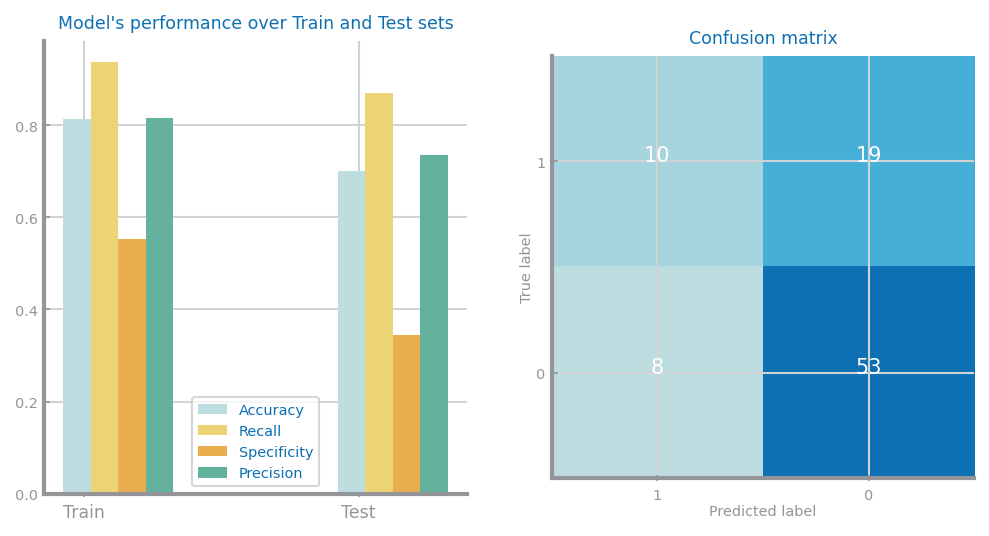 Model's performance over Train and Test sets
0.8
0.6
0.4
0.2
0.0
Accuracy
Recall
Specificity
Precision
Train
Test
Confusion matrix
True label
1
0
10
19
8
53
1
0
Predicted label